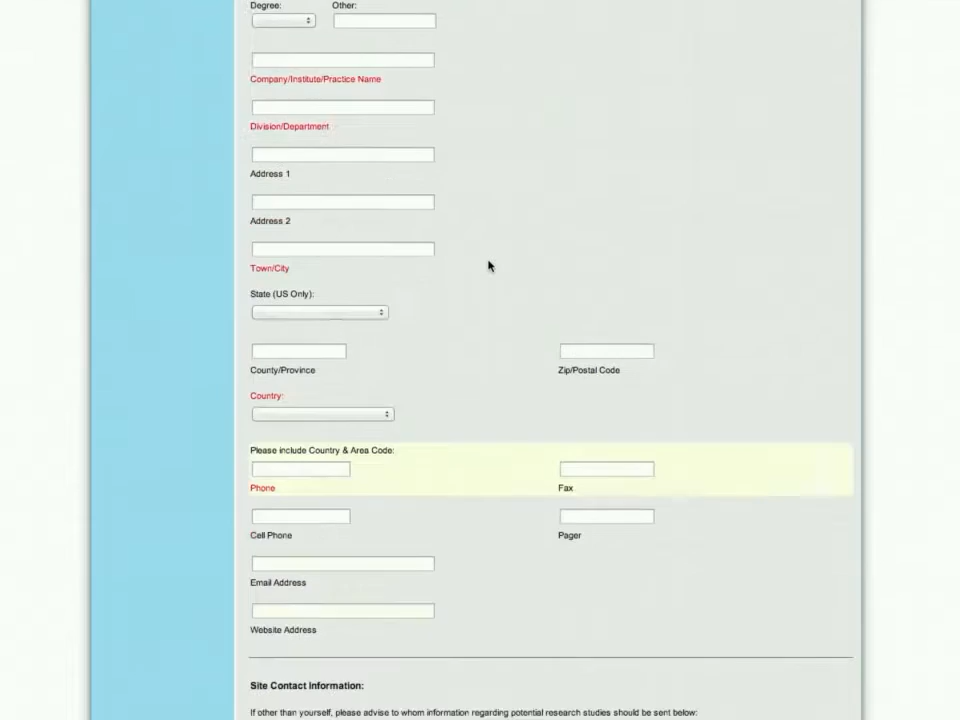 Degree: Other:
Company/Institute/Practice Name
Division/Department
Address 1
Address 2
Town/City
State (US Only):
County/Province Zip/Postal Code
Country:
Please include Country & Area Code:
Phone Fax
Cell Phone Pager
Email Address
Website Address
Site Contact Information:
If other than yourself, please advise to whom information regarding potential research studies should be sent below: